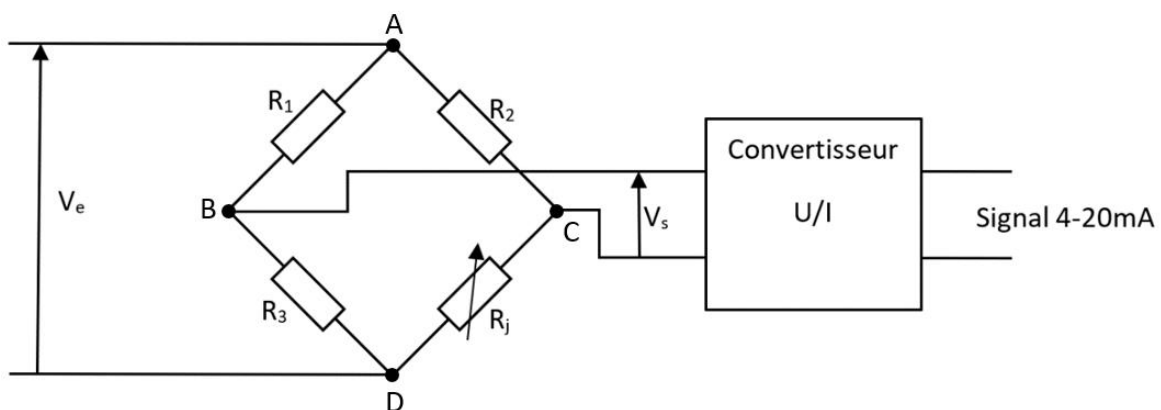 A
R₁
R₂
Convertisseur
U/I
Vₑ
B
C
Vₛ
Signal 4-20mA
R₃
Rⱼ
D